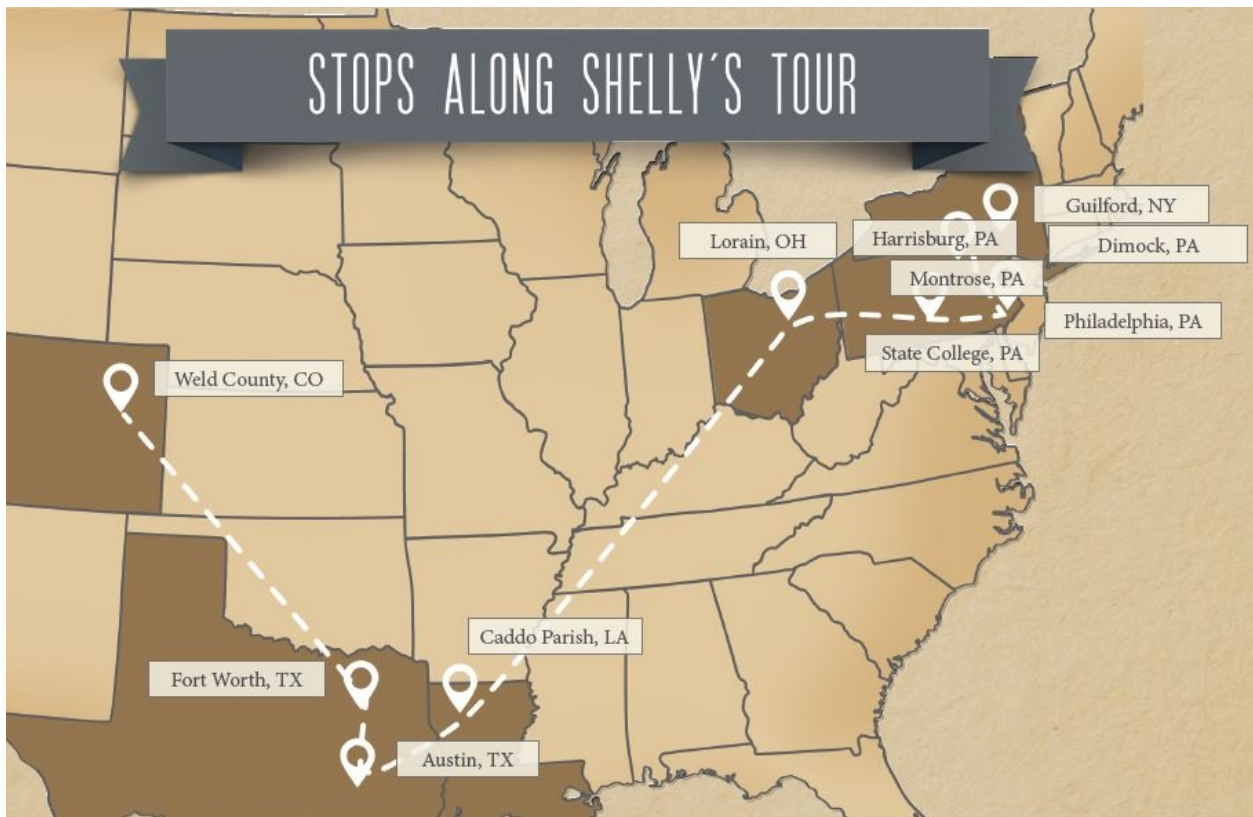 STOPS ALONG SHELLY'S TOUR
Guilford, NY
Lorain, OH
Harrisburg, PA
Dimock, PA
Montrose, PA
Philadelphia, PA
State College, PA
Weld County, CO
Caddo Parish, LA
Fort Worth, TX
Austin, TX